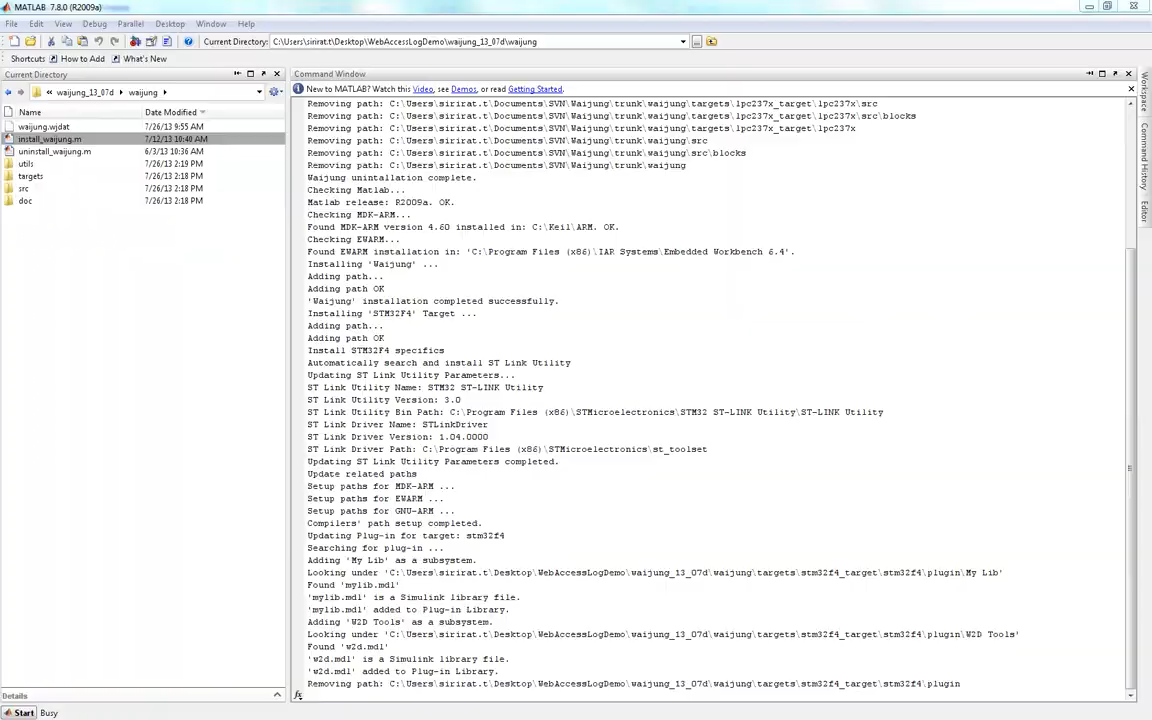 MATLAB 7.8.0 (R2009a)
File Edit View Debug Parallel Desktop Window Help
Current Directory: C:\Users\sirirat.t\Desktop\WebAccessLogDemo\waijung_13_07d\waijung
Shortcuts How to Add What's New
Current Directory
Command Window
« waijung_13_07d waijung
New to MATLAB? Watch this Video, see Demos, or read Getting Started.
Name Date Modified
waijung.wjdat 7/26/13 9:55 AM
install_waijung.m 7/12/13 10:40 AM
uninstall_waijung.m 6/3/13 10:36 AM
utils 7/26/13 2:19 PM
targets 7/26/13 2:18 PM
src 7/26/13 2:18 PM
doc 7/26/13 2:18 PM
Removing path: C:\Users\sirirat.t\Documents\SVN\Waijung\trunk\waijung\targets\lpc237x_target\lpc237x\src
Removing path: C:\Users\sirirat.t\Documents\SVN\Waijung\trunk\waijung\targets\lpc237x_target\lpc237x\src\blocks
Removing path: C:\Users\sirirat.t\Documents\SVN\Waijung\trunk\waijung\targets\lpc237x_target\lpc237x
Removing path: C:\Users\sirirat.t\Documents\SVN\Waijung\trunk\waijung\src
Removing path: C:\Users\sirirat.t\Documents\SVN\Waijung\trunk\waijung\src\blocks
Removing path: C:\Users\sirirat.t\Documents\SVN\Waijung\trunk\waijung
Waijung unintallation complete.
Checking Matlab...
Matlab release: R2009a. OK.
Checking MDK-ARM...
Found MDK-ARM version 4.60 installed in: C:\Keil\ARM. OK.
Checking EWARM...
Found EWARM installation in: 'C:\Program Files (x86)\IAR Systems\Embedded Workbench 6.4'.
Installing 'Waijung' ...
Adding path...
Adding path OK
'Waijung' installation completed successfully.
Installing 'STM32F4' Target ...
Adding path...
Adding path OK
Install STM32F4 specifics
Automatically search and install ST Link Utility
Updating ST Link Utility Parameters...
ST Link Utility Name: STM32 ST-LINK Utility
ST Link Utility Version: 3.0
ST Link Utility Bin Path: C:\Program Files (x86)\STMicroelectronics\STM32 ST-LINK Utility\ST-LINK Utility
ST Link Driver Name: STLinkDriver
ST Link Driver Version: 1.04.0000
ST Link Driver Path: C:\Program Files (x86)\STMicroelectronics\st_toolset
Updating ST Link Utility Parameters completed.
Update related paths
Setup paths for MDK-ARM ...
Setup paths for EWARM ...
Setup paths for GNU-ARM ...
Compilers' path setup completed.
Updating Plug-in for target: stm32f4
Searching for plug-in ...
Adding 'My Lib' as a subsystem.
Looking under 'C:\Users\sirirat.t\Desktop\WebAccessLogDemo\waijung_13_07d\waijung\targets\stm32f4_target\stm32f4\plugin\My Lib'
Found 'mylib.mdl'
'mylib.mdl' is a Simulink library file.
'mylib.mdl' added to Plug-in Library.
Adding 'W2D Tools' as a subsystem.
Looking under 'C:\Users\sirirat.t\Desktop\WebAccessLogDemo\waijung_13_07d\waijung\targets\stm32f4_target\stm32f4\plugin\W2D Tools'
Found 'w2d.mdl'
'w2d.mdl' is a Simulink library file.
'w2d.mdl' added to Plug-in Library.
Removing path: C:\Users\sirirat.t\Desktop\WebAccessLogDemo\waijung_13_07d\waijung\targets\stm32f4_target\stm32f4\plugin
fx
Workspace
Command History
Editor
Details
Start Busy